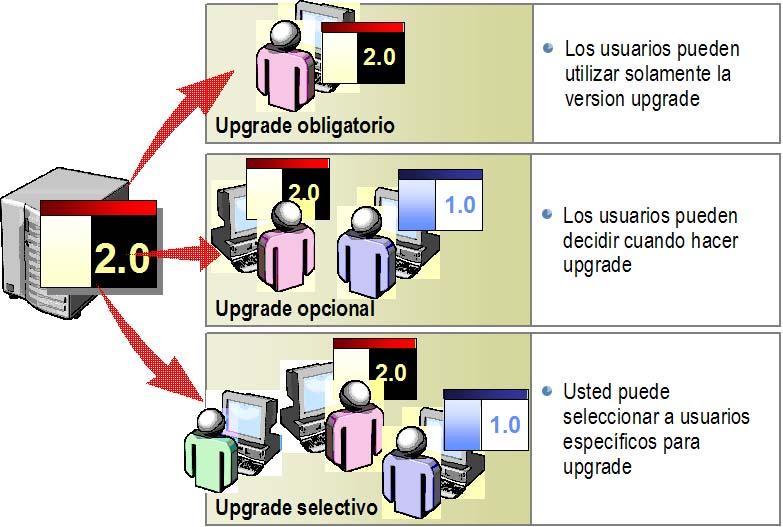 2.0
2.0
Upgrade obligatorio
Los usuarios pueden
utilizar solamente la
version upgrade
2.0
1.0
Upgrade opcional
Los usuarios pueden
decidir cuando hacer
upgrade
2.0
1.0
Upgrade selectivo
Usted puede
seleccionar a usuarios
específicos para
upgrade